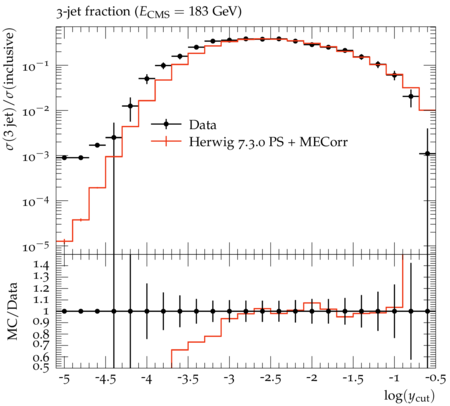 3-jet fraction (E_CMS = 183 GeV)
σ(3 jet)/σ(inclusive)
10⁻¹
10⁻²
10⁻³
10⁻⁴
10⁻⁵
Data
Herwig 7.3.0 PS + MECorr
MC/Data
1.4
1.3
1.2
1.1
1
0.9
0.8
0.7
0.6
0.5
-5 -4.5 -4 -3.5 -3 -2.5 -2 -1.5 -1 -0.5
log(y_cut)